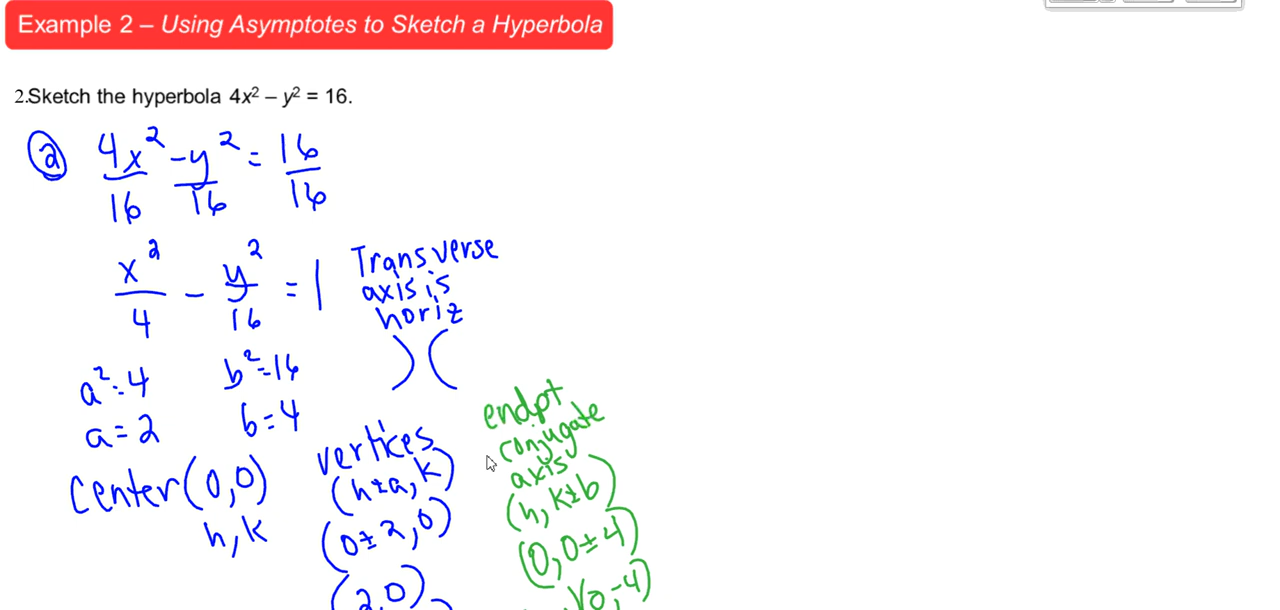 Example 2 – Using Asymptotes to Sketch a Hyperbola
2.Sketch the hyperbola 4x² – y² = 16.
② 4x²/16 - y²/16 = 16/16
x²/4 - y²/16 = 1
Transverse
axis is
horiz
)(
a²=4 b²=16
a=2 b=4
Center(0,0)
h,k
vertices
(h±a, k)
(0±2,0)
(2,0)
endpt
conjugate
axis
(h, k±b)
(0,0±4)
(0,-4)